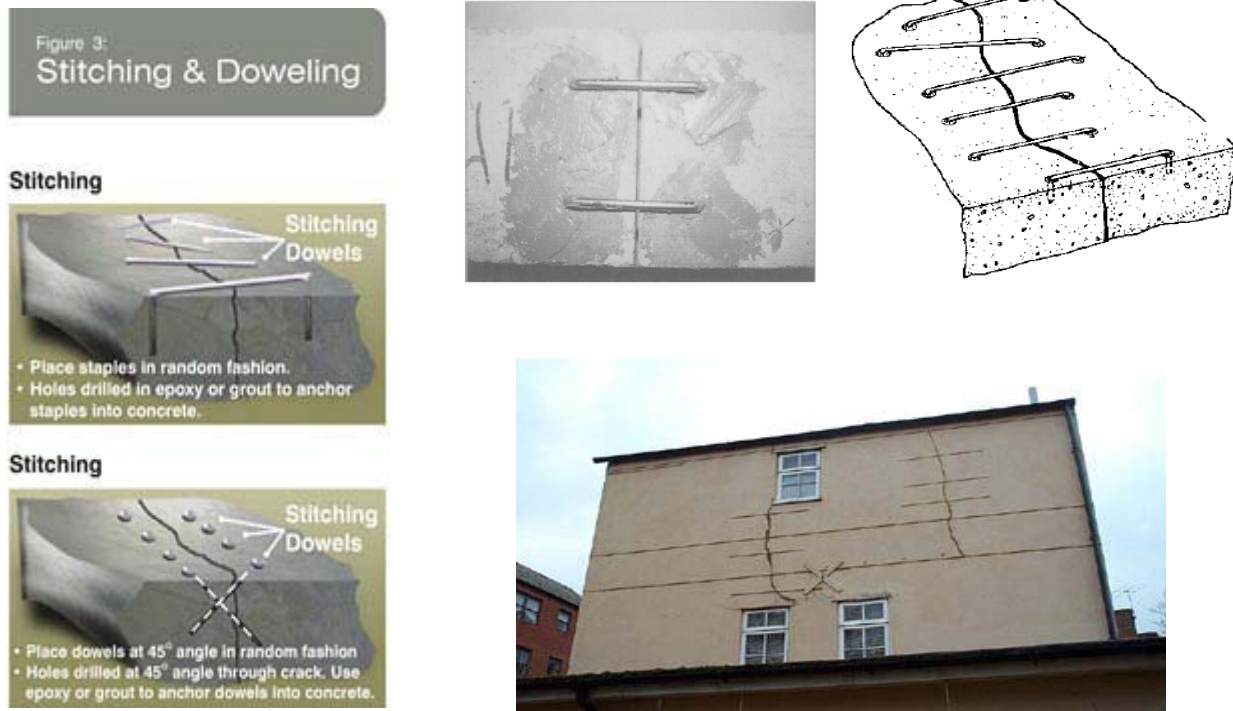 Figure 3:
Stitching & Doweling
Stitching
Stitching
Dowels
• Place staples in random fashion.
• Holes drilled in epoxy or grout to anchor
staples into concrete.
Stitching
Stitching
Dowels
• Place dowels at 45° angle in random fashion
• Holes drilled at 45° angle through crack. Use
epoxy or grout to anchor dowels into concrete.